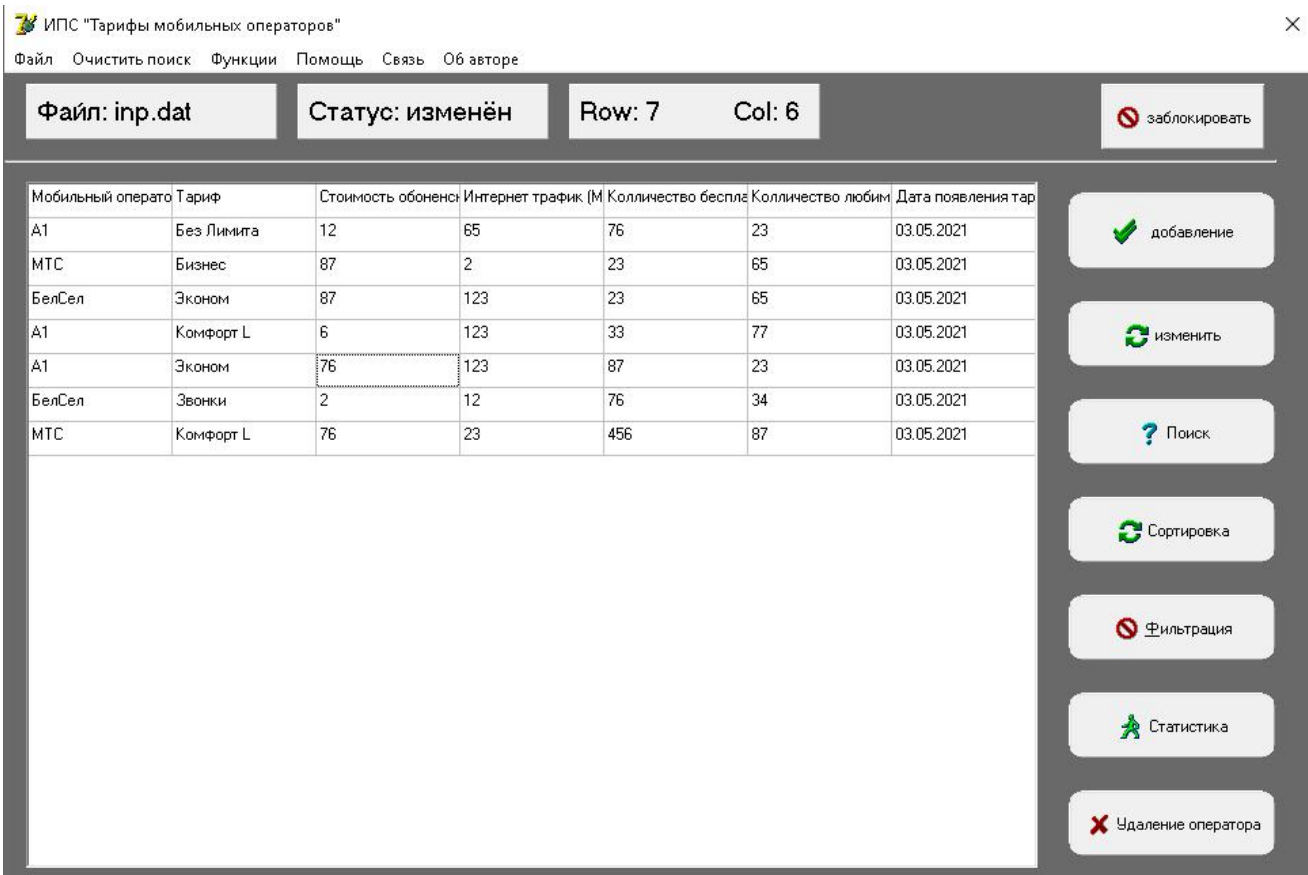 ИПС "Тарифы мобильных операторов"
Файл Очистить поиск Функции Помощь Связь Об авторе
Файл: inp.dat Статус: изменён Row: 7 Col: 6 заблокировать
Мобильный операто Тариф Стоимость обоненск Интернет трафик (М Колличество беспла Колличество любим Дата появления тар
А1 Без Лимита 12 65 76 23 03.05.2021
МТС Бизнес 87 2 23 65 03.05.2021
БелСел Эконом 87 123 23 65 03.05.2021
А1 Комфорт L 6 123 33 77 03.05.2021
А1 Эконом 76 123 87 23 03.05.2021
БелСел Звонки 2 12 76 34 03.05.2021
МТС Комфорт L 76 23 456 87 03.05.2021
добавление
изменить
Поиск
Сортировка
Фильтрация
Статистика
Удаление оператора